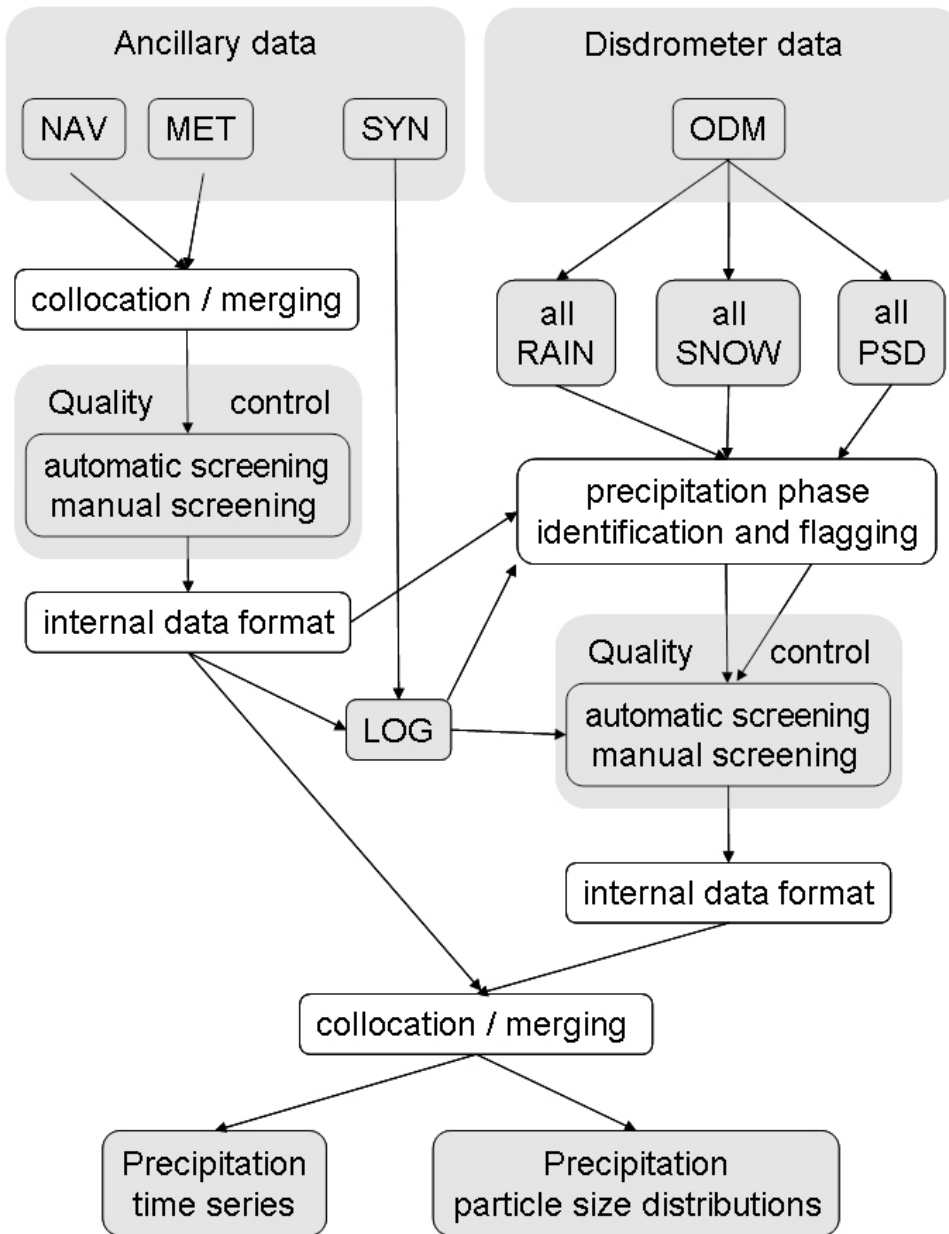 Ancillary data
Disdrometer data
NAV
MET
SYN
ODM
collocation / merging
all
RAIN
all
SNOW
all
PSD
Quality control
automatic screening
manual screening
precipitation phase
identification and flagging
internal data format
LOG
Quality control
automatic screening
manual screening
internal data format
collocation / merging
Precipitation
time series
Precipitation
particle size distributions